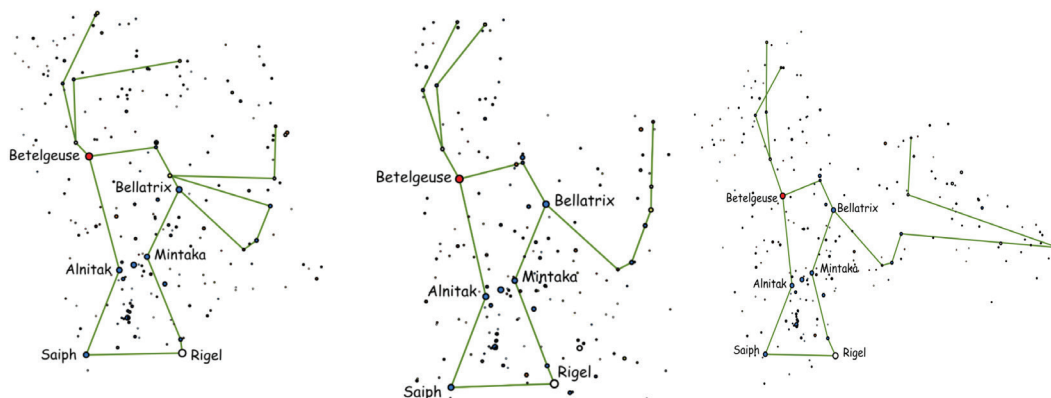 Betelgeuse
Bellatrix
Mintaka
Alnitak
Saiph
Rigel
Betelgeuse
Bellatrix
Mintaka
Alnitak
Rigel
Saiph
Betelgeuse
Bellatrix
Mintaka
Alnitak
Saiph
Rigel